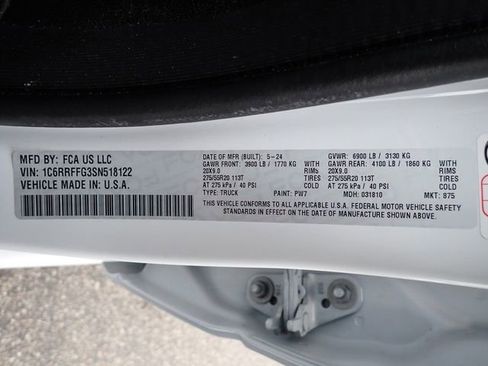 MFD BY: FCA US LLC
VIN: 1C6RRFFG3SN518122
VEHICLE MADE IN: U.S.A.
DATE OF MFR (BUILT): 5-24
GAWR FRONT: 3900 LB / 1770 KG WITH
20X9.0 RIMS
275/55R20 113T TIRES
AT 275 kPa / 40 PSI
TYPE: TRUCK PAINT: PW7
GVWR: 6900 LB / 3130 KG
GAWR REAR: 4100 LB / 1860 KG WITH
20X9.0 RIMS
275/55R20 113T TIRES
AT 275 kPa / 40 PSI
MDH: 031810 MKT: 875
THIS VEHICLE CONFORMS TO ALL APPLICABLE U.S.A. FEDERAL MOTOR VEHICLE SAFETY
STANDARDS IN EFFECT ON THE DATE OF MANUFACTURE SHOWN ABOVE